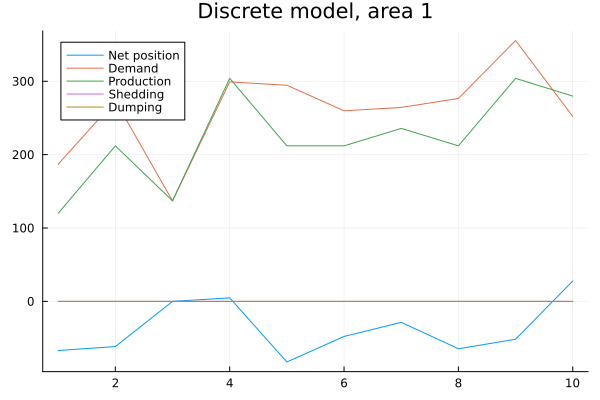 Discrete model, area 1
Net position
Demand
Production
Shedding
Dumping
300
200
100
0
2 4 6 8 10